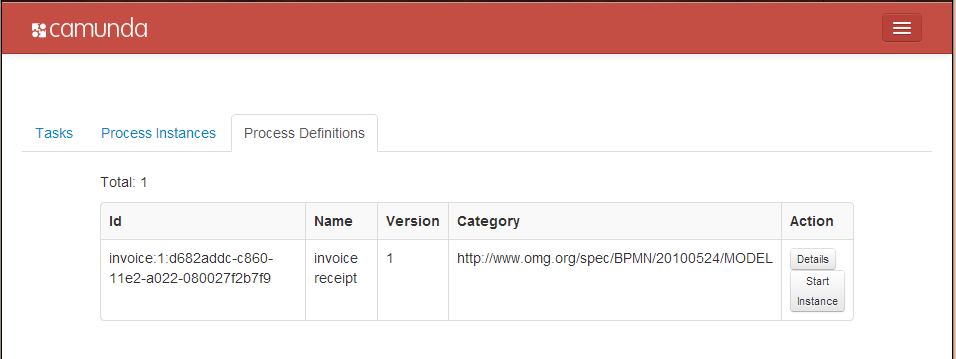 camunda
Tasks Process Instances Process Definitions
Total: 1
Id Name Version Category Action
invoice:1:d682addc-c860- invoice 1 http://www.omg.org/spec/BPMN/20100524/MODEL Details
11e2-a022-080027f2b7f9 receipt Start
Instance